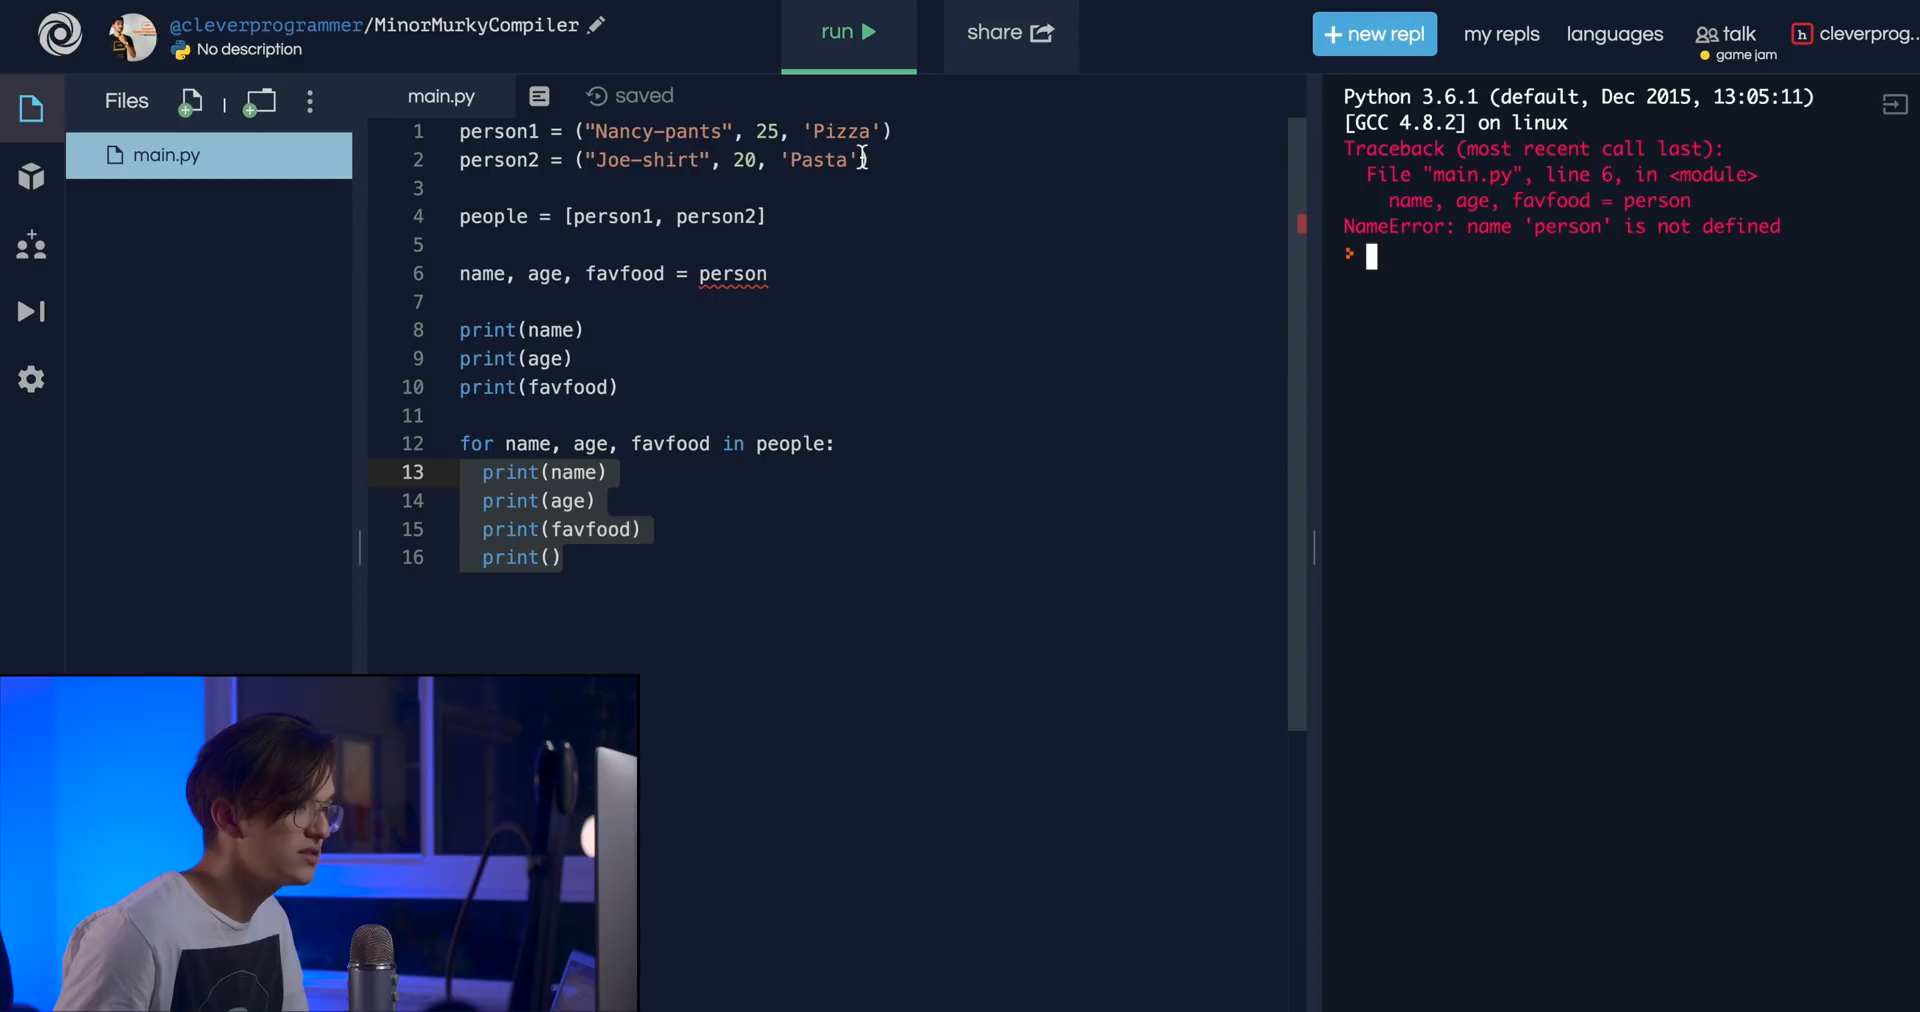 @cleverprogrammer/MinorMurkyCompiler
No description
run
share
+ new repl
my repls
languages
talk
game jam
h cleverprog...
Files
main.py
main.py
saved
1 person1 = ("Nancy-pants", 25, 'Pizza')
2 person2 = ("Joe-shirt", 20, 'Pasta')
3
4 people = [person1, person2]
5
6 name, age, favfood = person
7
8 print(name)
9 print(age)
10 print(favfood)
11
12 for name, age, favfood in people:
13 print(name)
14 print(age)
15 print(favfood)
16 print()
Python 3.6.1 (default, Dec 2015, 13:05:11)
[GCC 4.8.2] on linux
Traceback (most recent call last):
File "main.py", line 6, in <module>
name, age, favfood = person
NameError: name 'person' is not defined